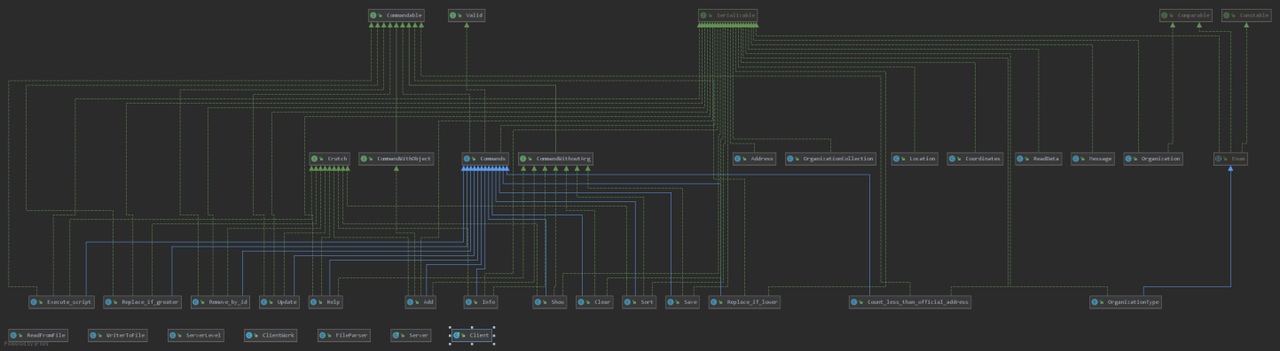 Commandable
Valid
Serializable
Comparable
Constable
Crutch
CommandWithObject
Commands
CommandWithoutArg
Address
OrganizationCollection
Location
Coordinates
ReadData
Message
Organization
Enum
Execute_script
Replace_if_greater
Remove_by_id
Update
Help
Add
Info
Show
Clear
Sort
Save
Replace_if_lower
Count_less_than_official_address
OrganizationType
ReadFromFile
WriterToFile
ServerLevel
ClientWork
FileParser
Server
Client